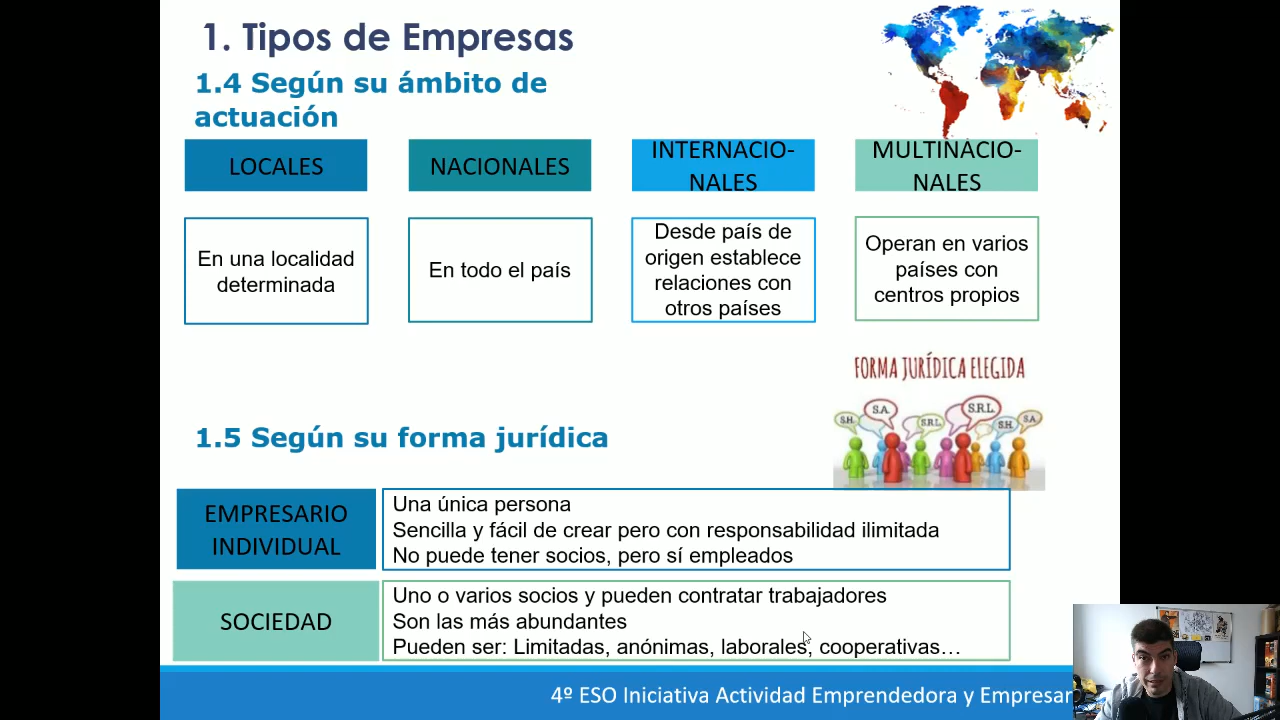 1. Tipos de Empresas
1.4 Según su ámbito de
actuación
LOCALES
NACIONALES
INTERNACIO-
NALES
MULTINACIO-
NALES
En una localidad
determinada
En todo el país
Desde país de
origen establece
relaciones con
otros países
Operan en varios
países con
centros propios
FORMA JURÍDICA ELEGIDA
S.H.
S.A.
S.R.L.
S.R.L.
S.H.
S.A.
1.5 Según su forma jurídica
EMPRESARIO
INDIVIDUAL
Una única persona
Sencilla y fácil de crear pero con responsabilidad ilimitada
No puede tener socios, pero sí empleados
SOCIEDAD
Uno o varios socios y pueden contratar trabajadores
Son las más abundantes
Pueden ser: Limitadas, anónimas, laborales, cooperativas…
4º ESO Iniciativa Actividad Emprendedora y Empresar